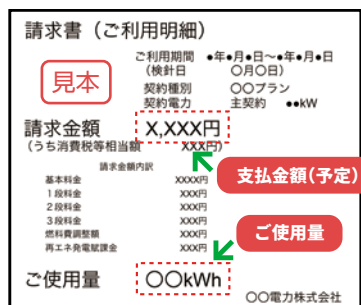 請求書（ご利用明細）
ご利用期間 ●年●月●日〜●年●月●日
（検針日 〇月〇日）
見本
契約種別 〇〇プラン
契約電力 主契約 ●●kW
請求金額 X,XXX円
（うち消費税等相当額 XXX円）
支払金額(予定)
請求金額内訳
基本料金 XXXX円
1段料金 XXX円
2段料金 XXX円
3段料金 XXX円
燃料費調整額 XXX円
再エネ発電賦課金 XXX円
ご使用量
ご使用量 〇〇kWh
〇〇電力株式会社